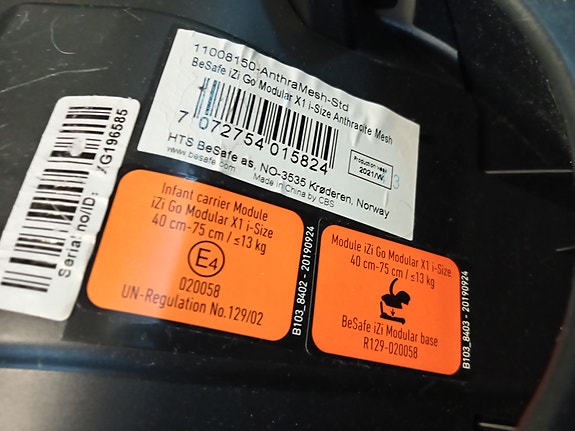 11008150-AnthraMesh-Std
BeSafe iZi Go Modular X1 i-Size Anthracite Mesh
7 072754 015824
HTS BeSafe as, NO-3535 Krøderen, Norway
www.besafe.com Made in China by CBS
Production week
2021/W
3
Serial no/ID: YG196585
Infant carrier Module
iZi Go Modular X1 i-Size
40 cm-75 cm / ≤13 kg
E4
020058
UN-Regulation No.129/02
B103_8402 - 20190924
Module iZi Go Modular X1 i-Size
40 cm-75 cm / ≤13 kg
BeSafe iZi Modular base
R129-020058
B103_8403 - 20190924